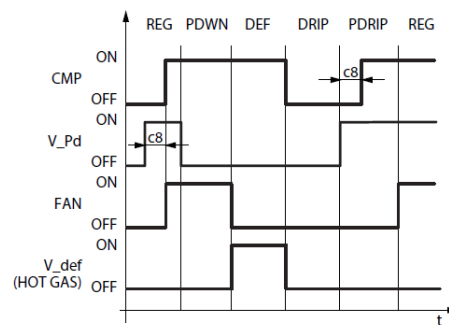 REG PDWN DEF DRIP PDRIP REG
ON
CMP
c8
OFF
ON
V_Pd
c8
OFF
ON
FAN
OFF
ON
V_def
(HOT GAS) OFF
t